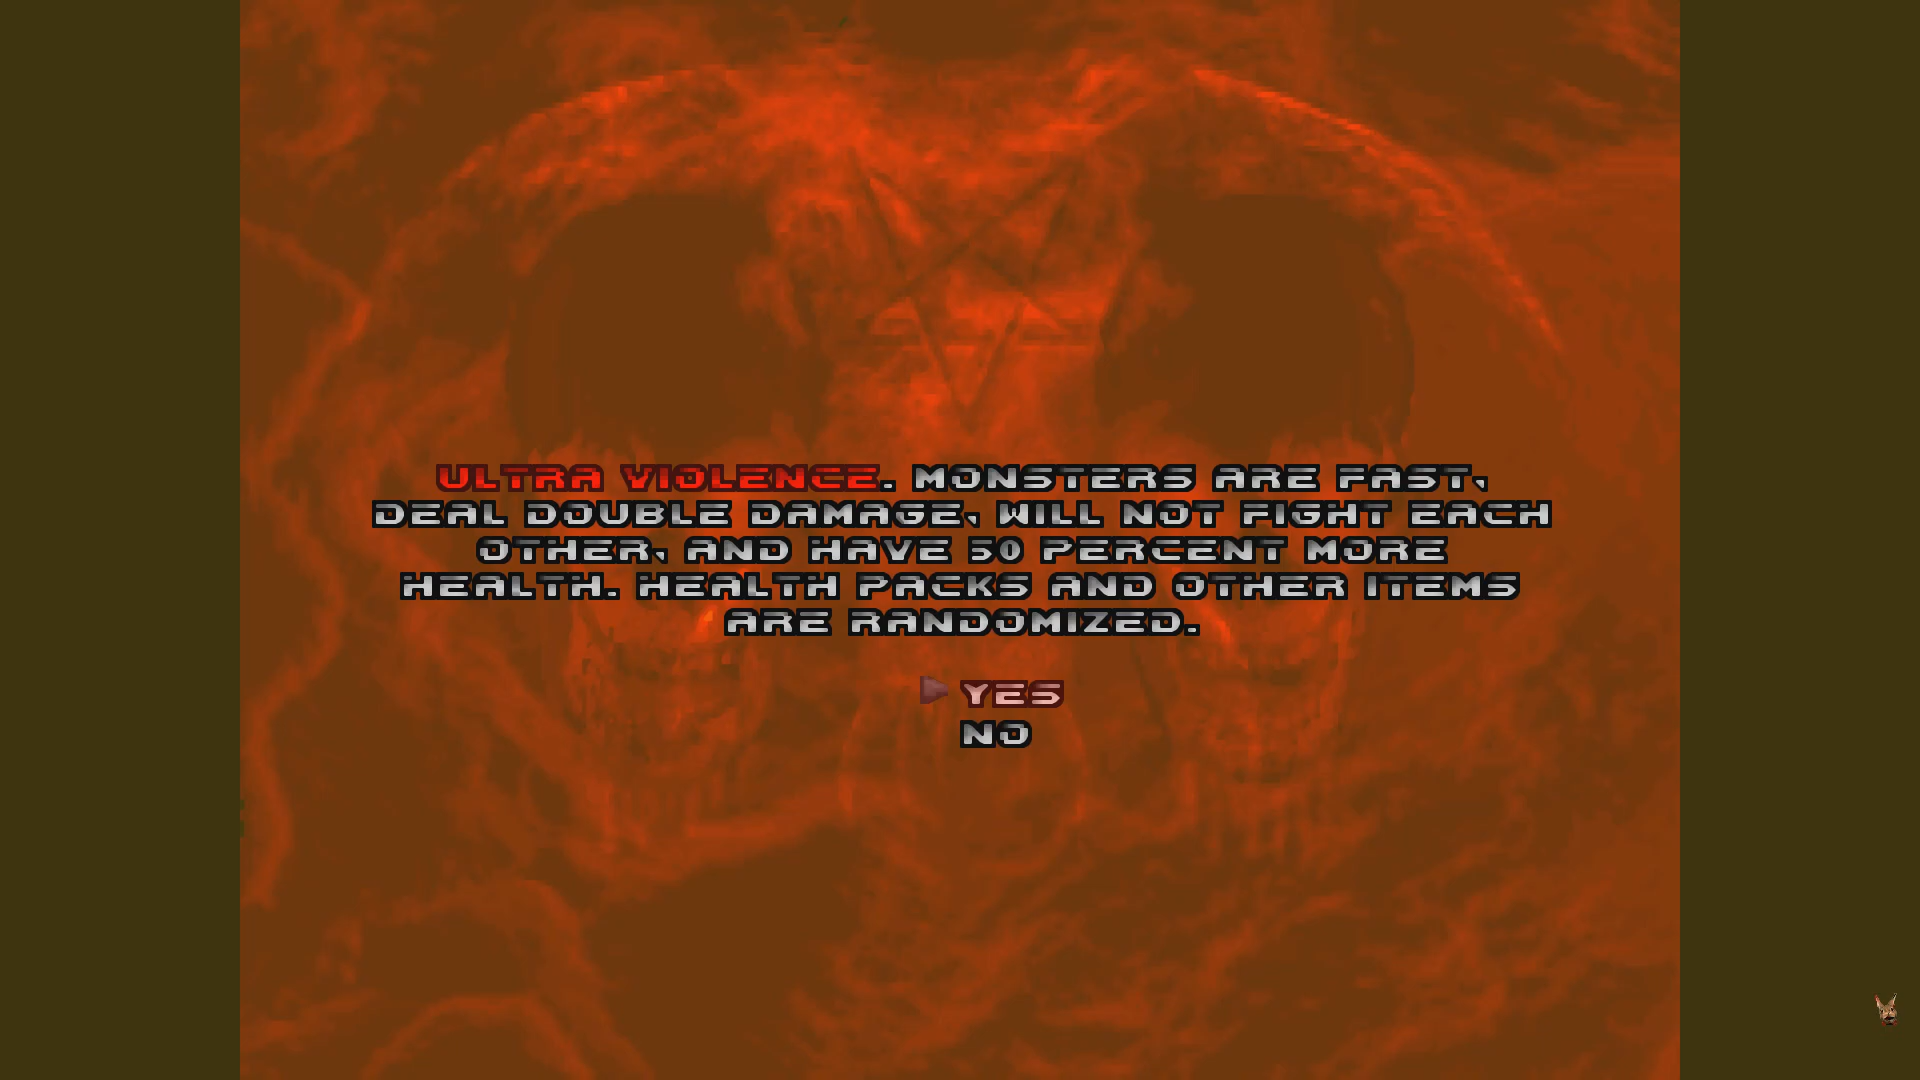 ULTRA VIOLENCE. MONSTERS ARE FAST,
DEAL DOUBLE DAMAGE, WILL NOT FIGHT EACH
OTHER, AND HAVE 50 PERCENT MORE
HEALTH. HEALTH PACKS AND OTHER ITEMS
ARE RANDOMIZED.
YES
NO